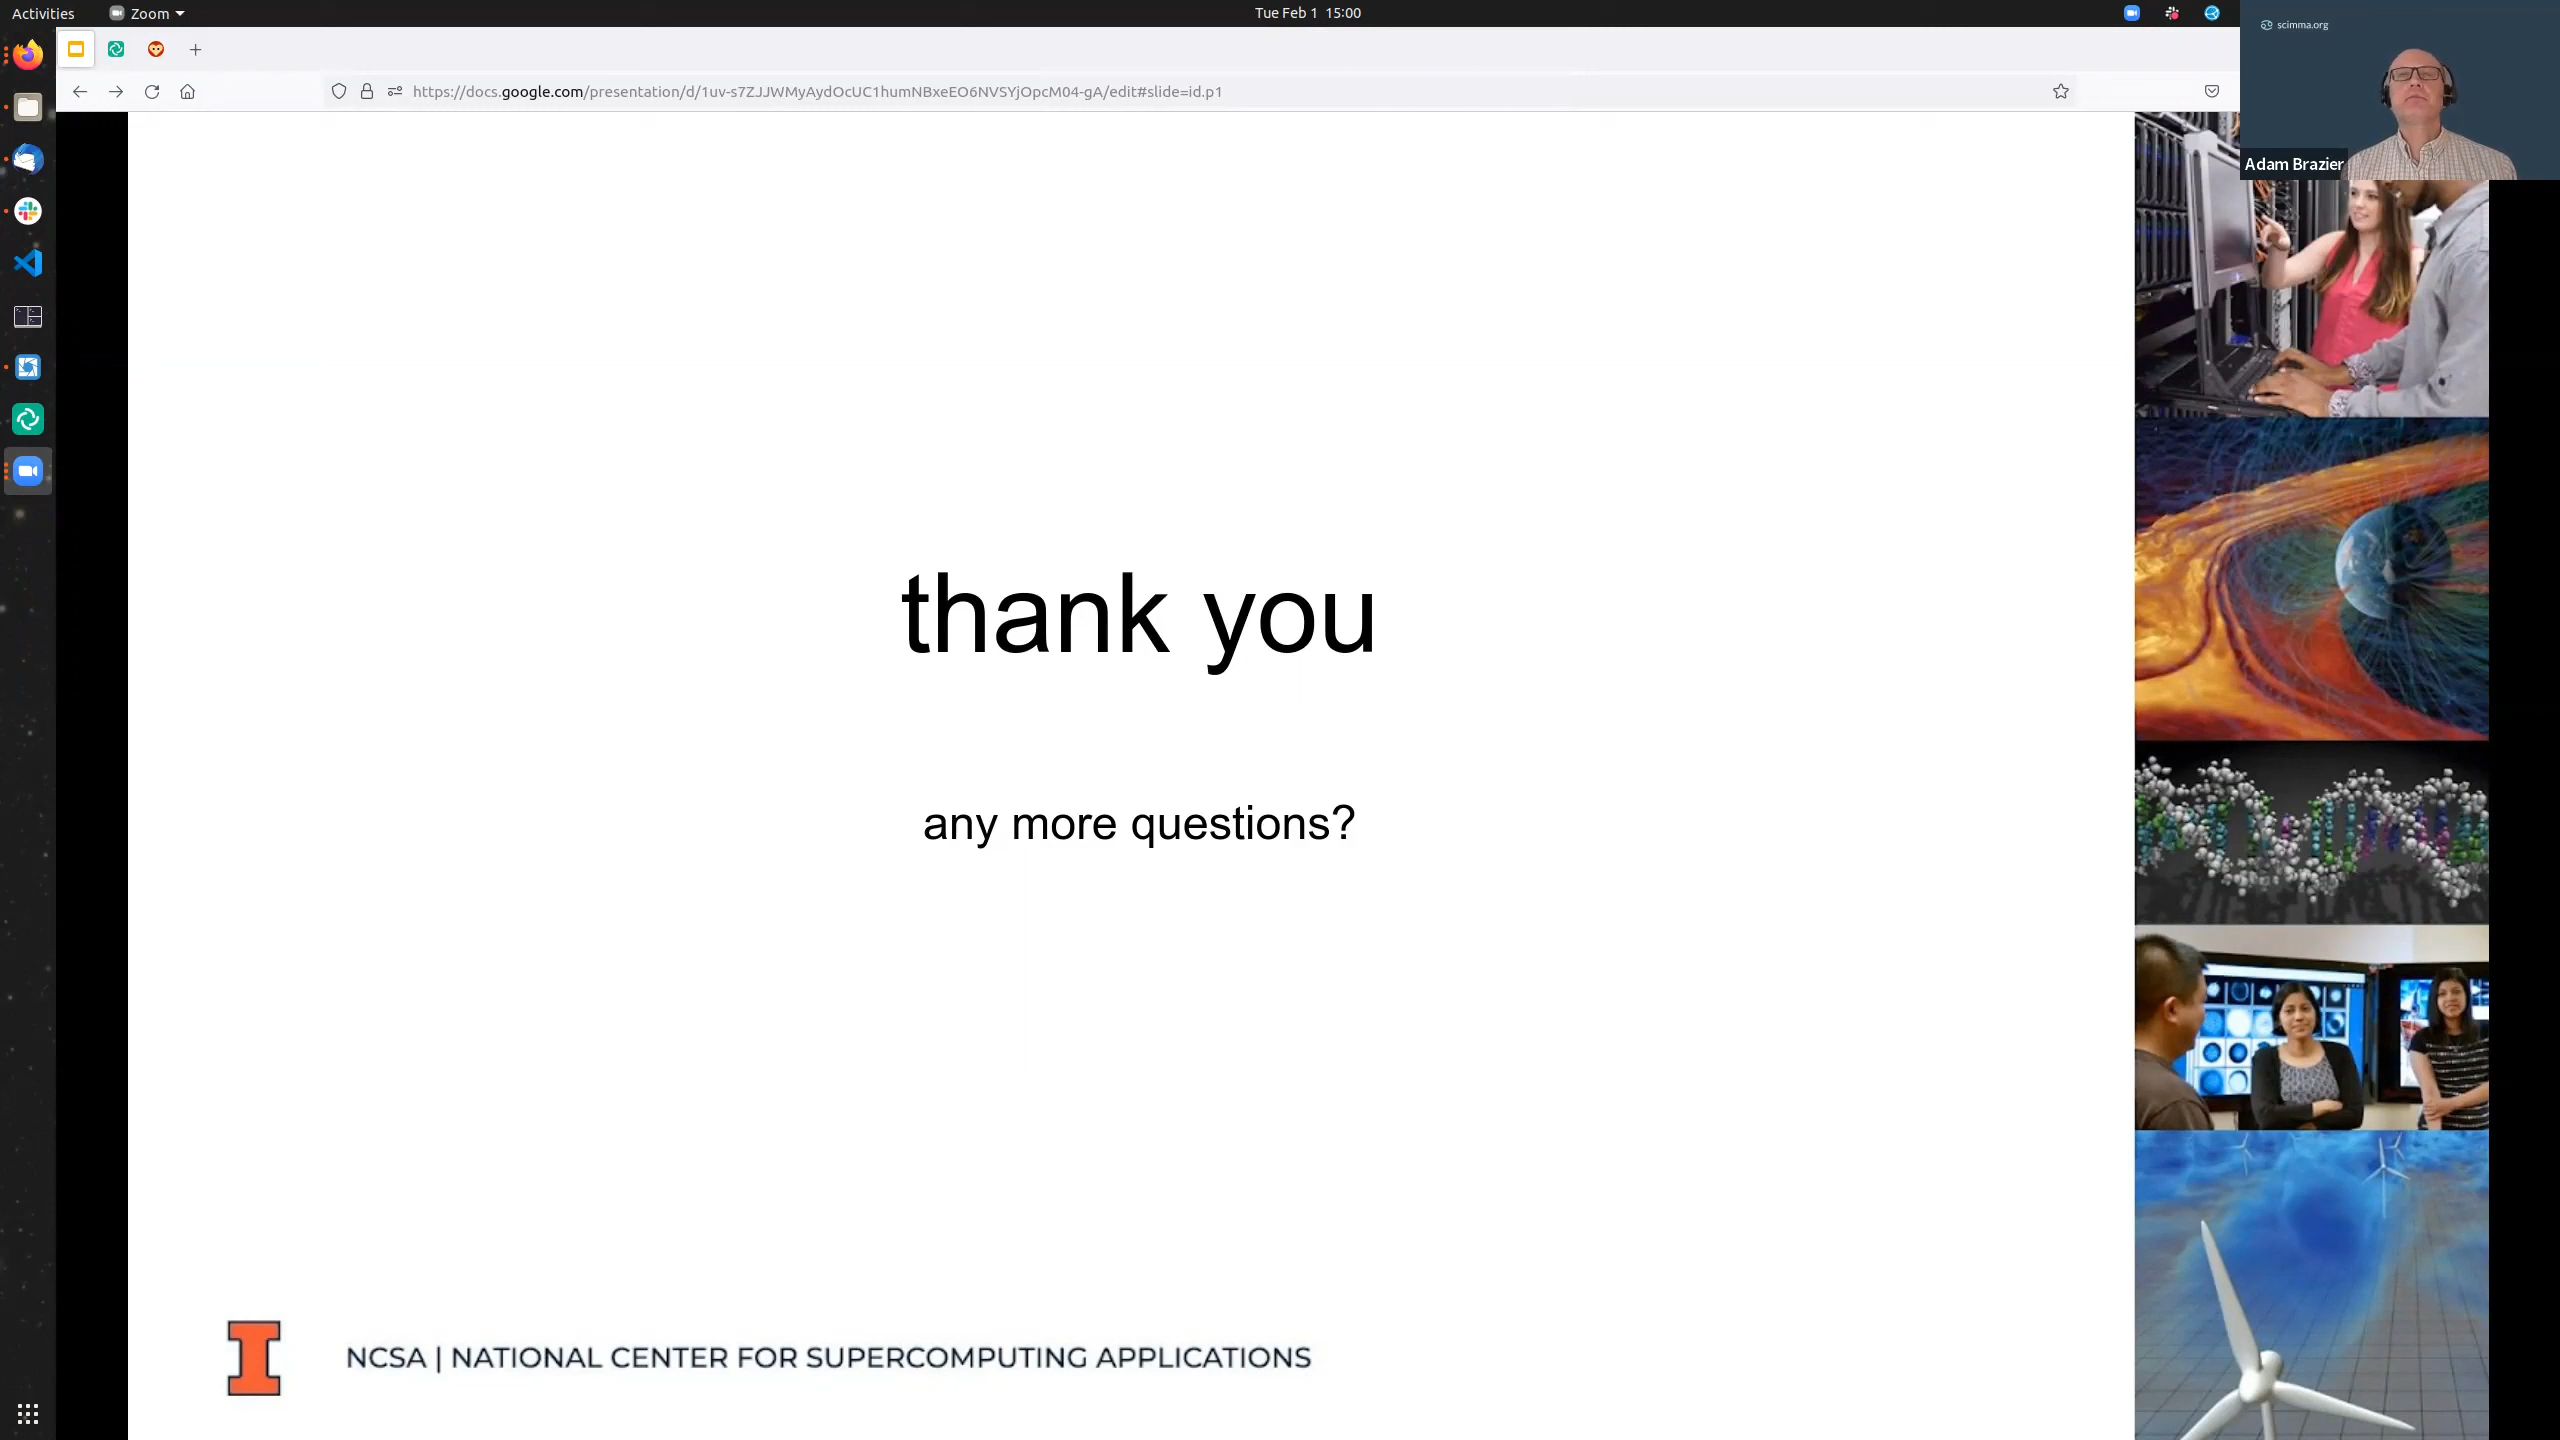 Activities
Zoom
Tue Feb 1 15:00
scimma.org
https://docs.google.com/presentation/d/1uv-s7ZJJWMyAydOcUC1humNBxeEO6NVSYjOpcM04-gA/edit#slide=id.p1
Adam Brazier
thank you
any more questions?
I
NCSA | NATIONAL CENTER FOR SUPERCOMPUTING APPLICATIONS